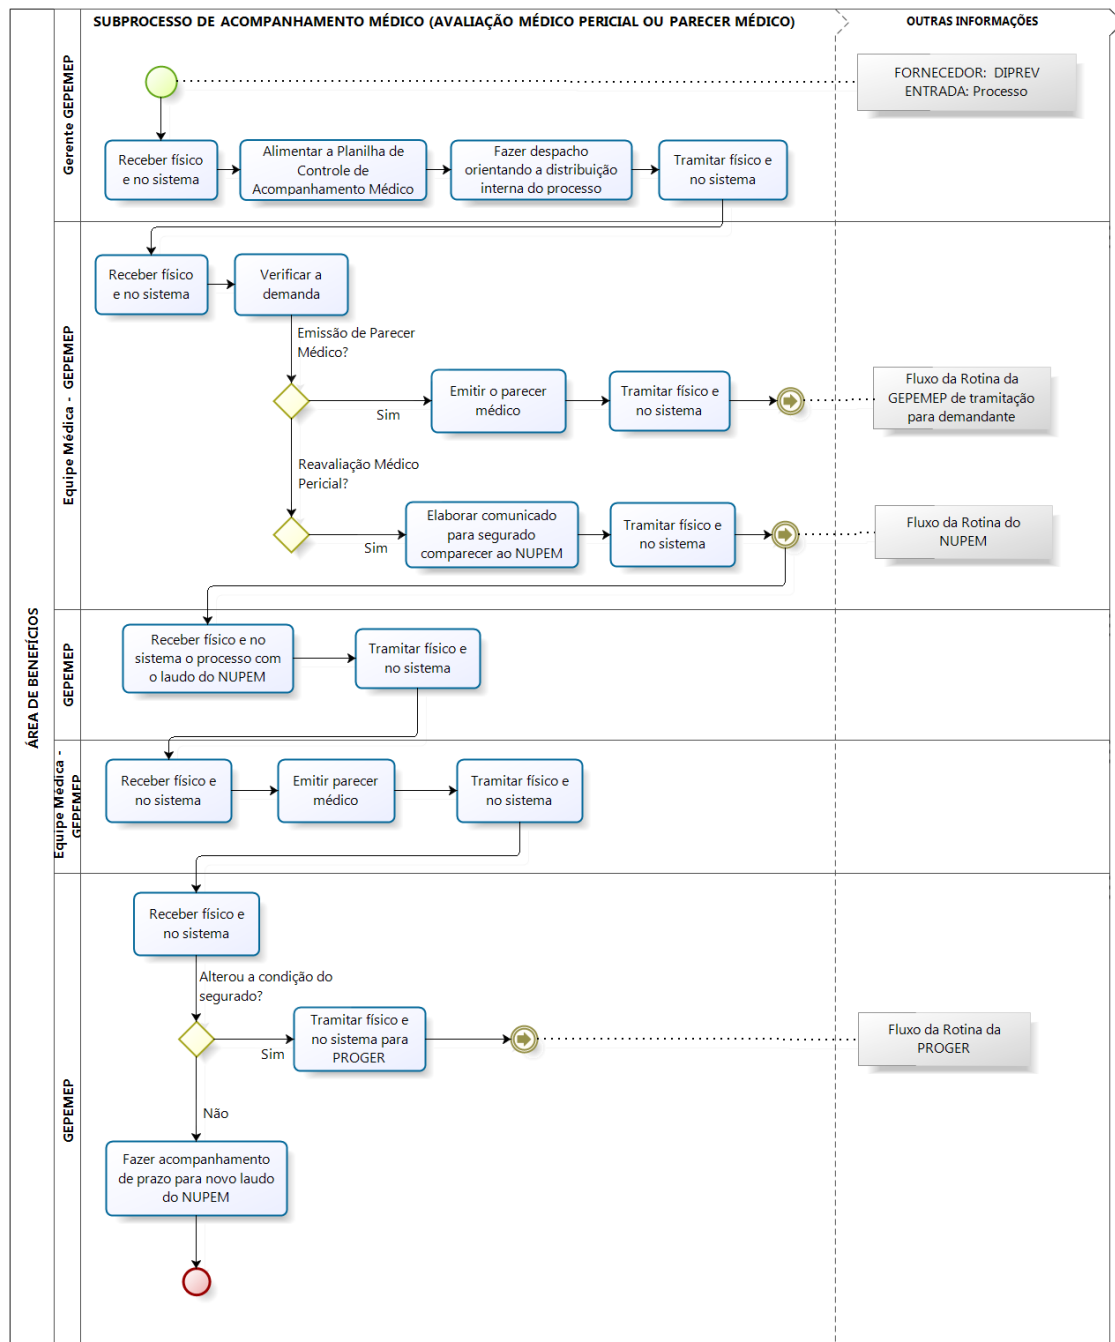 SUBPROCESSO DE ACOMPANHAMENTO MÉDICO (AVALIAÇÃO MÉDICO PERICIAL OU PARECER MÉDICO)
OUTRAS INFORMAÇÕES
ÁREA DE BENEFÍCIOS
Gerente GEPEMEP
FORNECEDOR: DIPREV
ENTRADA: Processo
Receber físico
e no sistema
Alimentar a Planilha de
Controle de
Acompanhamento Médico
Fazer despacho
orientando a distribuição
interna do processo
Tramitar físico e
no sistema
Equipe Médica - GEPEMEP
Receber físico
e no sistema
Verificar a
demanda
Emissão de Parecer
Médico?
Sim
Emitir o parecer
médico
Tramitar físico e
no sistema
Fluxo da Rotina da
GEPEMEP de tramitação
para demandante
Reavaliação Médico
Pericial?
Sim
Elaborar comunicado
para segurado
comparecer ao NUPEM
Tramitar físico e
no sistema
Fluxo da Rotina do
NUPEM
GEPEMEP
Receber físico e no
sistema o processo com
o laudo do NUPEM
Tramitar físico e
no sistema
Equipe Médica -
GEPEMEP
Receber físico e
no sistema
Emitir parecer
médico
Tramitar físico e
no sistema
GEPEMEP
Receber físico e
no sistema
Alterou a condição do
segurado?
Sim
Tramitar físico e
no sistema para
PROGER
Fluxo da Rotina da
PROGER
Não
Fazer acompanhamento
de prazo para novo laudo
do NUPEM